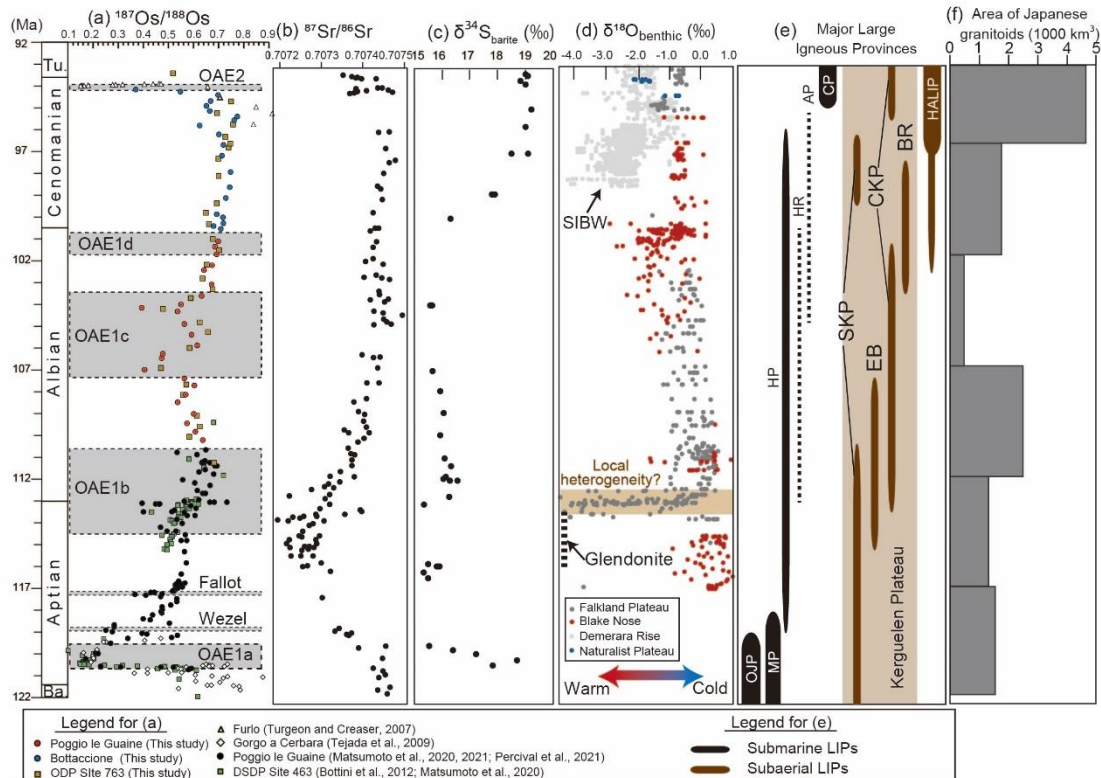 (a) 187Os/188Os
(b) 87Sr/86Sr
(c) δ34Sbarite (‰)
(d) δ18Obenthic (‰)
(e) Major Large
Igneous Provinces
(f) Area of Japanese
granitoids (1000 km3)
(Ma)
0.1 0.2 0.3 0.4 0.5 0.6 0.7 0.8 0.9
0.7072 0.7073 0.7074 0.7075
15 16 17 18 19 20
-4.0 -2.0 0.0 2.0
0 1 2 3 4 5
92
97
102
107
112
117
122
Tu.
Cenomanian
Albian
Aptian
Ba
OAE2
OAE1d
OAE1c
OAE1b
Fallot
Wezel
OAE1a
SIBW
Local
heterogeneity?
Glendonite
Falkland Plateau
Blake Nose
Demerara Rise
Naturalist Plateau
Warm Cold
OJP
MP
HP
HR
AP
CP
SKP
EB
CKP
BR
HALIP
Kerguelen Plateau
Legend for (a)
Poggio le Guaine (This study)
Bottaccione (This study)
ODP SIte 763 (This study)
Furlo (Turgeon and Creaser, 2007)
Gorgo a Cerbara (Tejada et al., 2009)
Poggio le Guaine (Matsumoto et al., 2020, 2021; Percival et al., 2021)
DSDP Site 463 (Bottini et al., 2012; Matsumoto et al., 2020)
Legend for (e)
Submarine LIPs
Subaerial LIPs